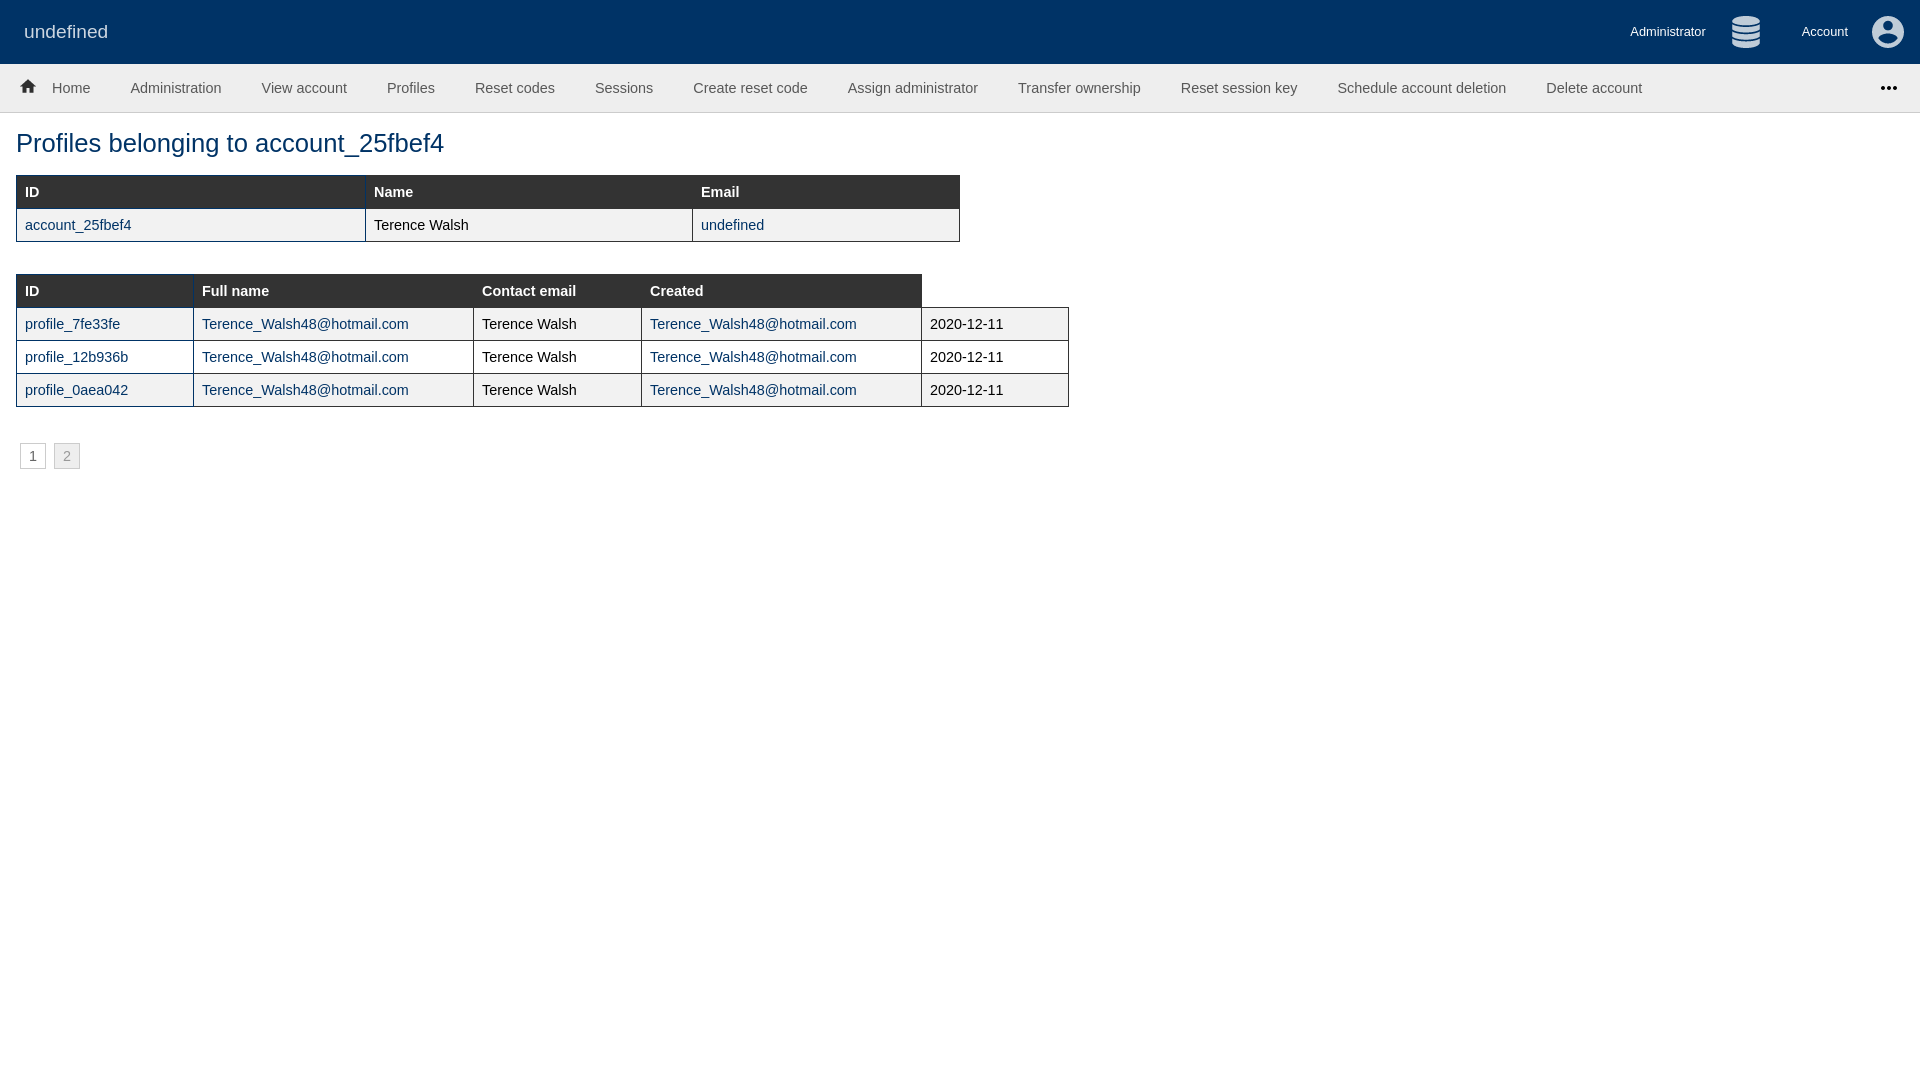 undefined
Administrator
Account
Home Administration View account Profiles Reset codes Sessions Create reset code Assign administrator Transfer ownership Reset session key Schedule account deletion Delete account
Profiles belonging to account_25fbef4
ID Name Email
account_25fbef4 Terence Walsh undefined
ID Full name Contact email Created
profile_7fe33fe Terence_Walsh48@hotmail.com Terence Walsh Terence_Walsh48@hotmail.com 2020-12-11
profile_12b936b Terence_Walsh48@hotmail.com Terence Walsh Terence_Walsh48@hotmail.com 2020-12-11
profile_0aea042 Terence_Walsh48@hotmail.com Terence Walsh Terence_Walsh48@hotmail.com 2020-12-11
1 2